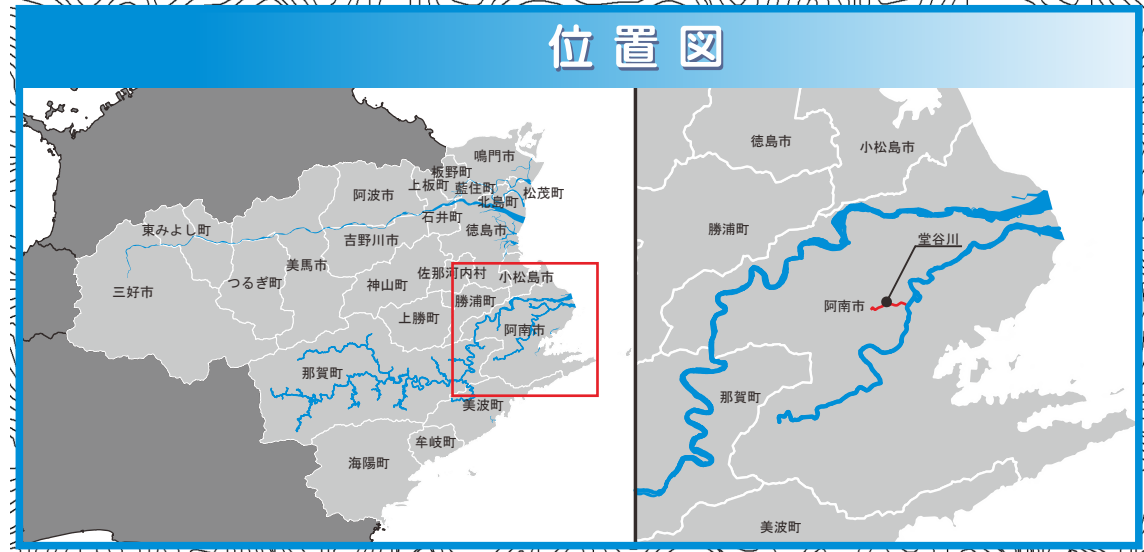 位置図
鳴門市
板野町
上板町
藍住町
松茂町
阿波市
北島町
石井町
徳島市
東みよし町
吉野川市
美馬市
佐那河内村
小松島市
つるぎ町
神山町
三好市
勝浦町
上勝町
阿南市
那賀町
美波町
牟岐町
海陽町
徳島市
小松島市
勝浦町
堂谷川
阿南市
那賀町
美波町